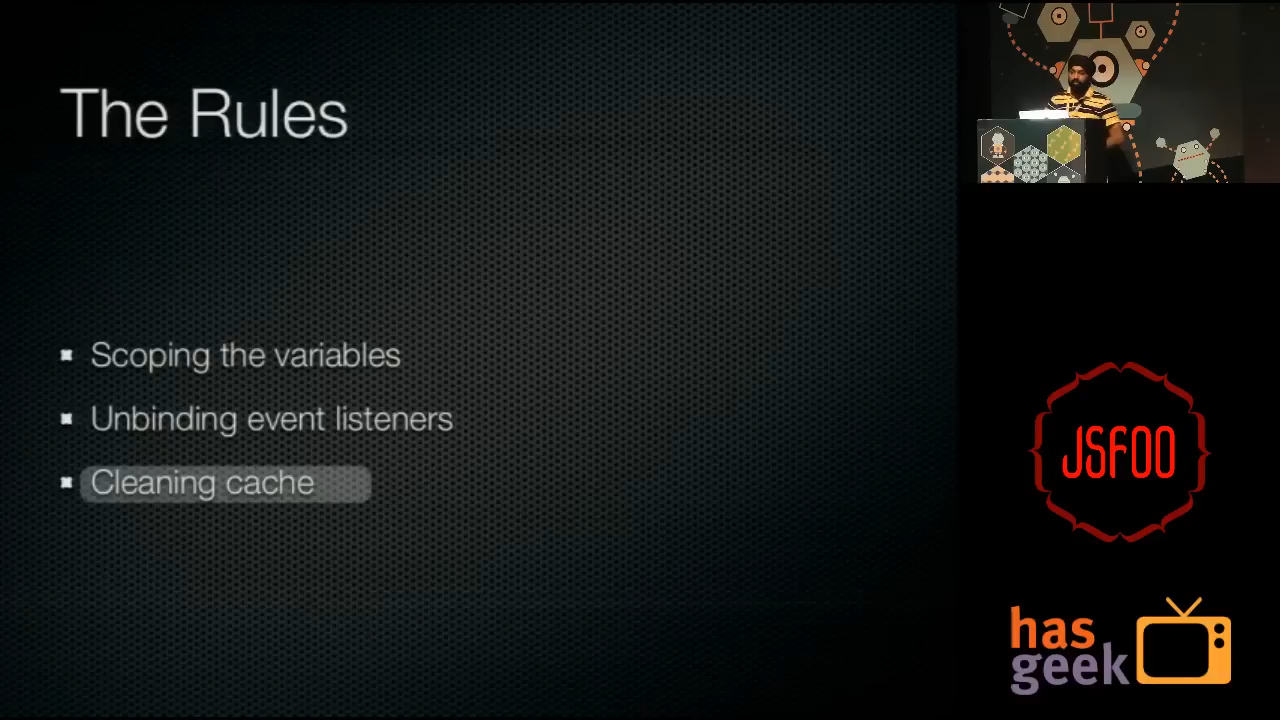 The Rules
Scoping the variables
Unbinding event listeners
Cleaning cache
JSFOO
has
geek